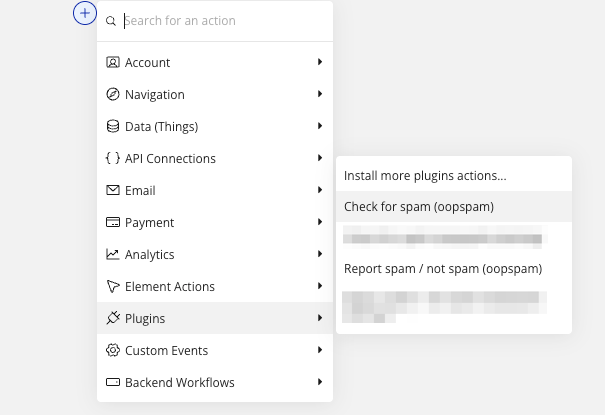 Search for an action
Account
Navigation
Data (Things)
API Connections
Email
Payment
Analytics
Element Actions
Plugins
Custom Events
Backend Workflows
Install more plugins actions...
Check for spam (oopspam)
Report spam / not spam (oopspam)